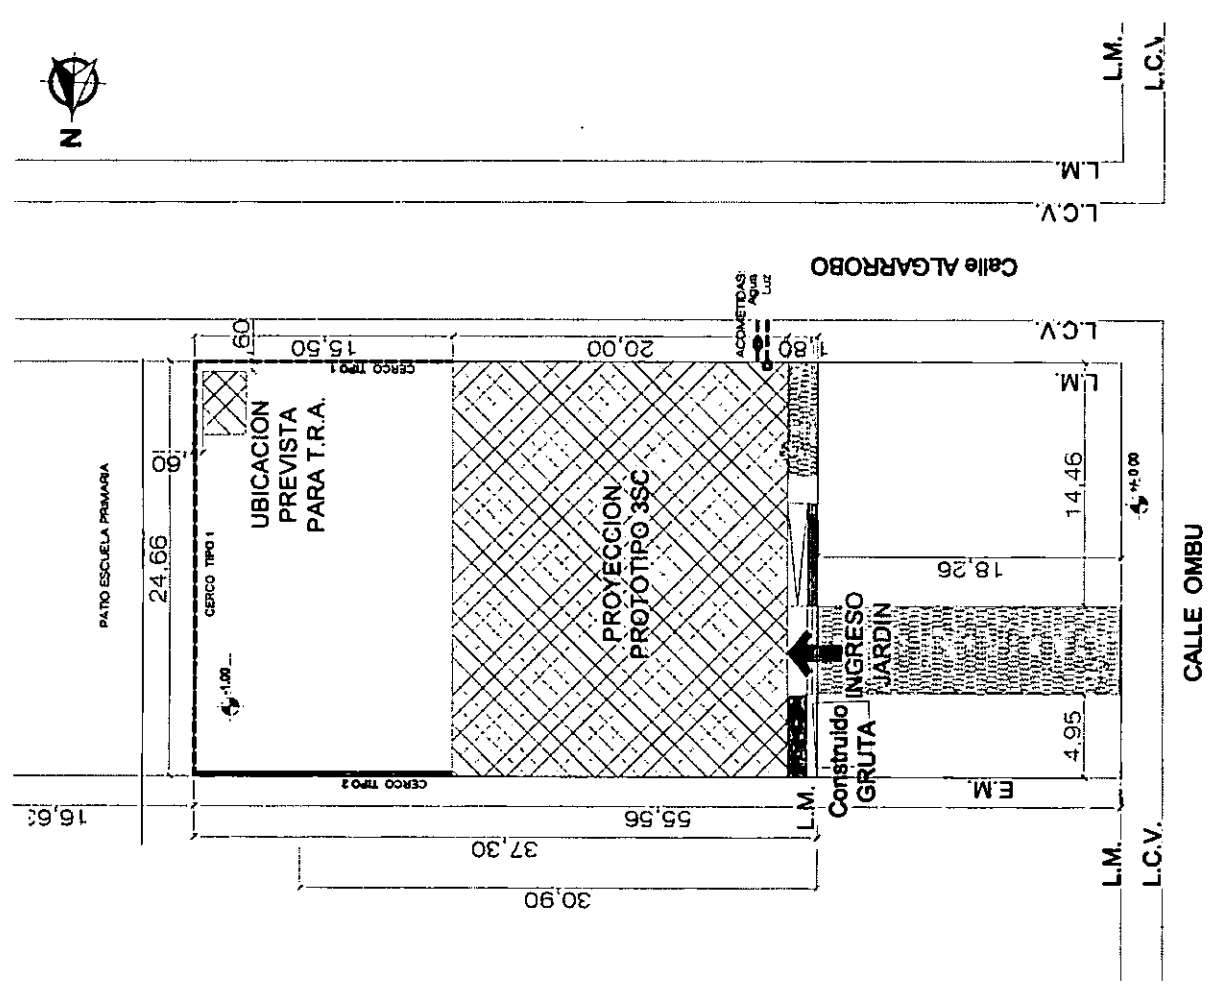 N
L.M.
L.C.V.
L.M.
L.C.V.
Calle ALGARROBO
ACOMETIDAS:
Agua
Luz
L.C.V.
L.M.
15,50
20,00
1,80
,60
CERCO TIPO 1
UBICACION
PREVISTA
PARA T.R.A.
,60
PATIO ESCUELA PRIMARIA
24,66
CERCO TIPO 1
-1.00
PROYECCION
PROTOTIPO 3SC
14,46
+/- 0.00
18,26
CALLE OMBU
INGRESO
JARDIN
Construido
GRUTA
4,95
CERCO TIPO 2
L.M.
E.M.
55,56
37,30
30,90
L.M.
L.C.V.